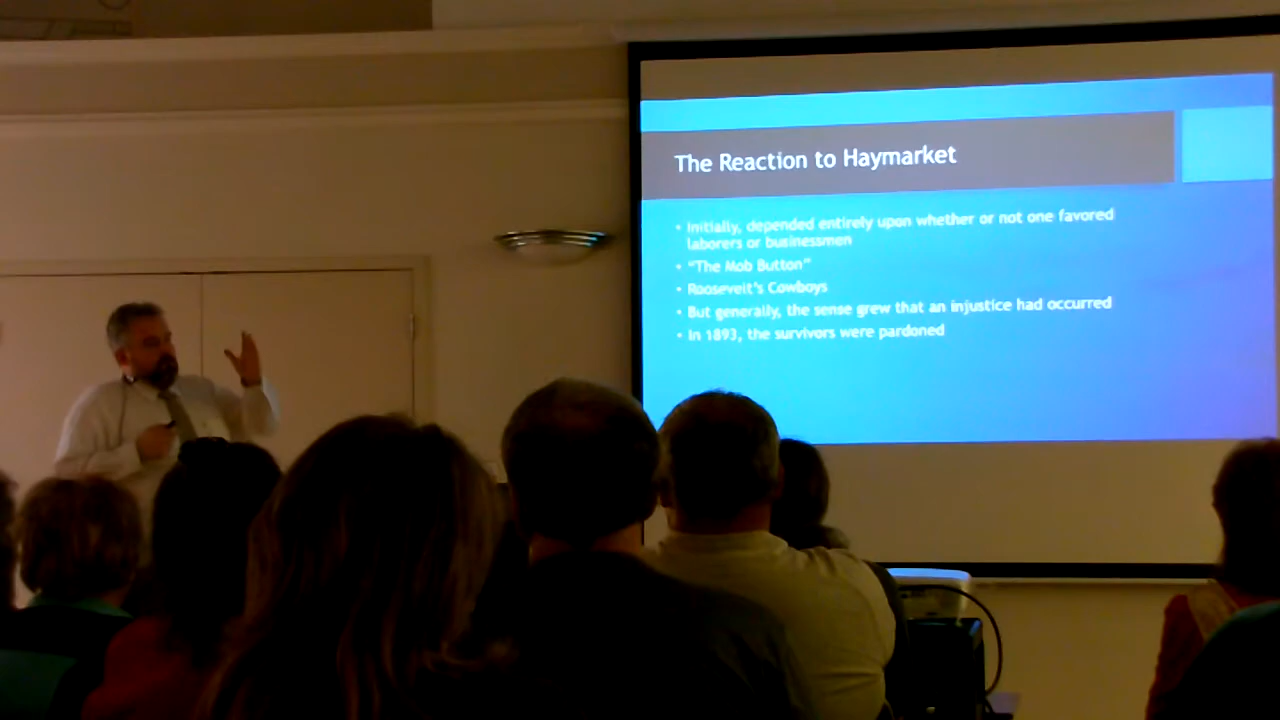 The Reaction to Haymarket
• Initially, depended entirely upon whether or not one favored
laborers or businessmen
• "The Mob Button"
• Roosevelt's Cowboys
• But generally, the sense grew that an injustice had occurred
• In 1893, the survivors were pardoned